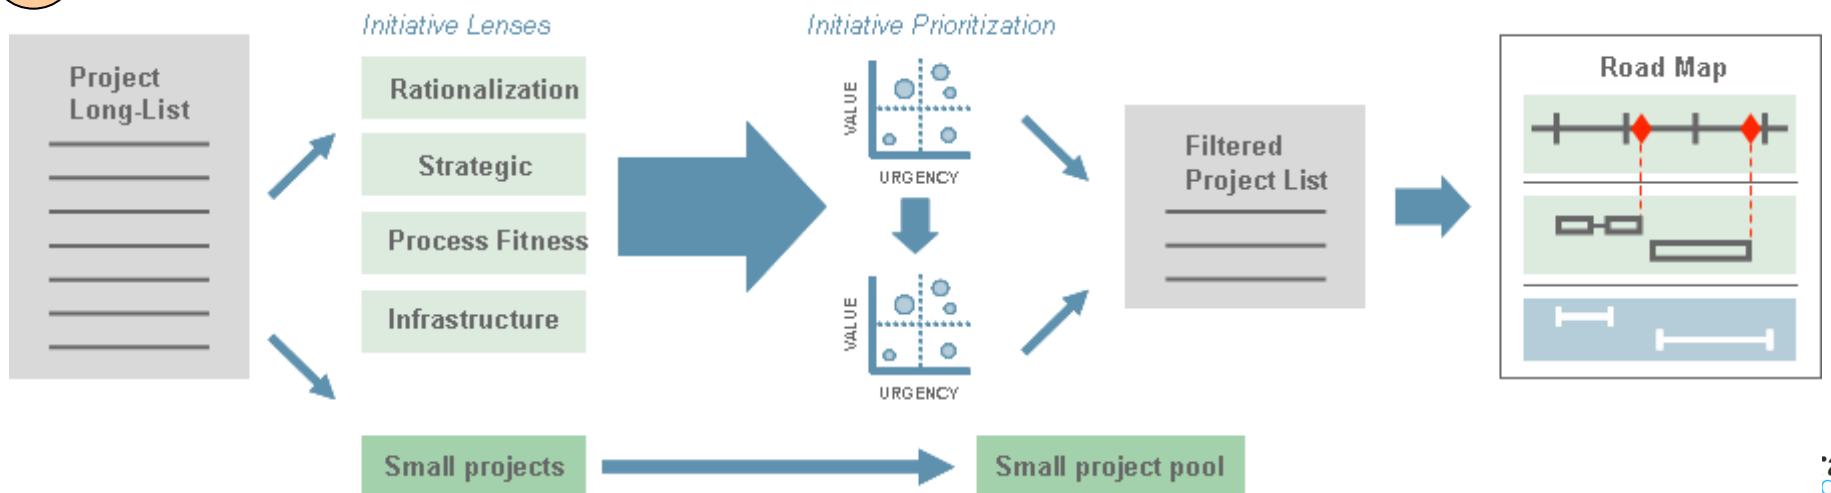 Initiative Lenses
Initiative Prioritization
Project
Long-List
Rationalization
Strategic
Process Fitness
Infrastructure
VALUE
URGENCY
VALUE
URGENCY
Filtered
Project List
Road Map
Small projects
Small project pool